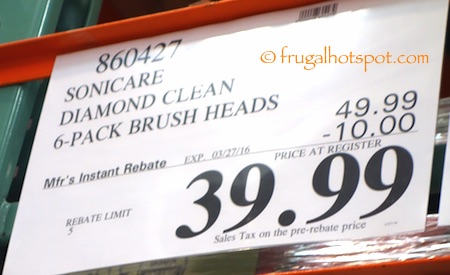 © frugalhotspot.com
860427
SONICARE
DIAMOND CLEAN
6-PACK BRUSH HEADS
49.99
-10.00
Mfr's Instant Rebate EXP. 03/27/16 PRICE AT REGISTER
39.99
REBATE LIMIT
5
Sales Tax on the pre-rebate price